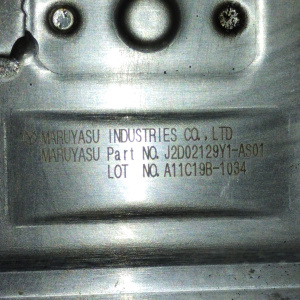 MARUYASU INDUSTRIES CO., LTD
MARUYASU Part NO. J2D02129Y1-AS01
LOT NO. A11C19B-1034